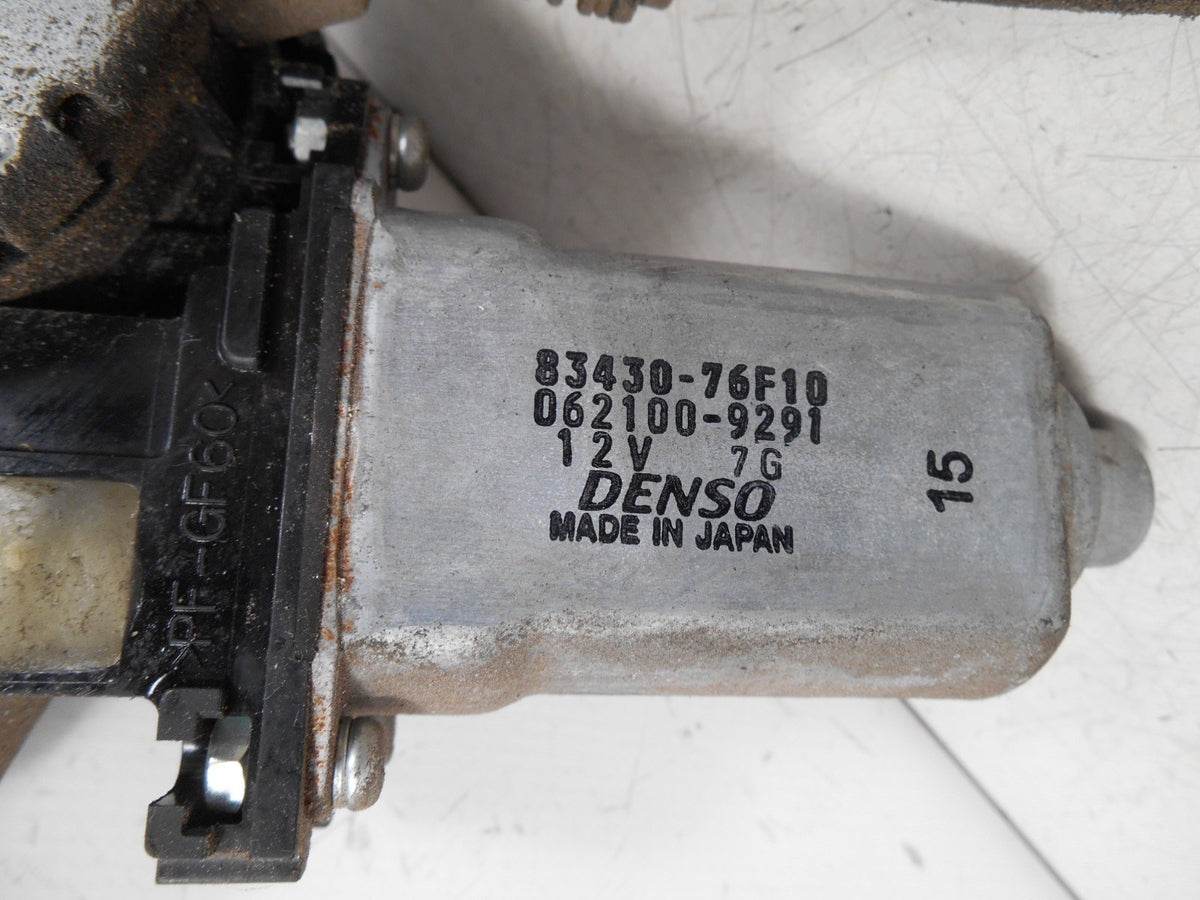 83430-76F10
062100-9291
12V 7G
DENSO
MADE IN JAPAN
15
>PF-GF60<